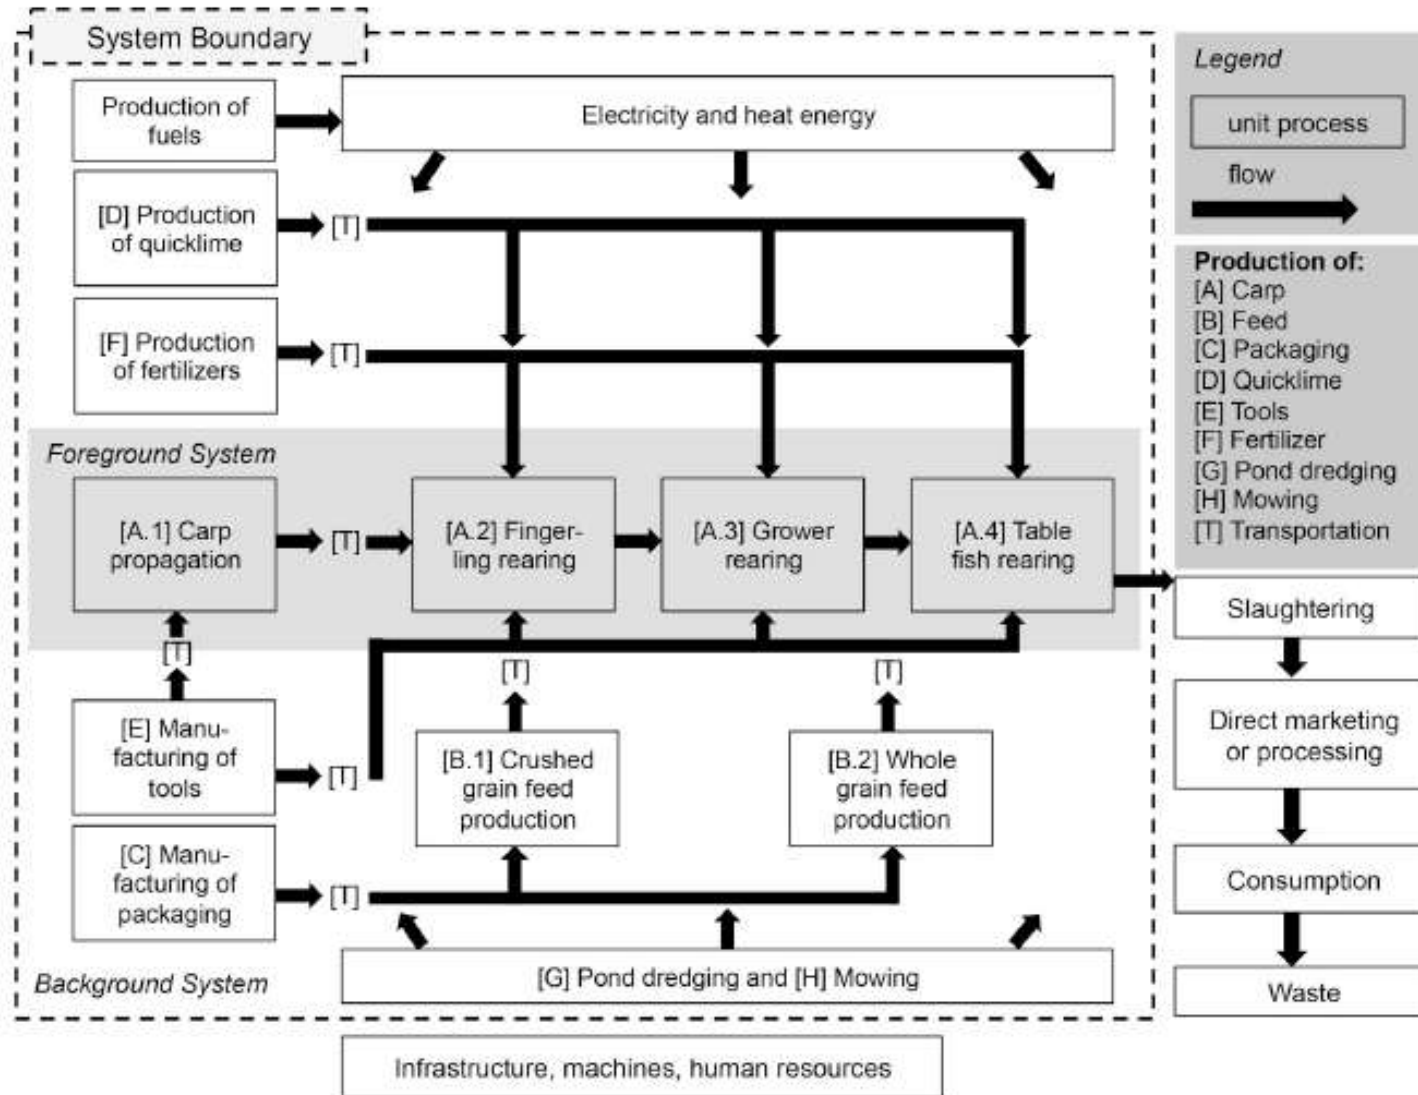 System Boundary
Production of
fuels
Electricity and heat energy
[D] Production
of quicklime
[T]
[F] Production
of fertilizers
[T]
Foreground System
[A.1] Carp
propagation
[T]
[A.2] Finger-
ling rearing
[A.3] Grower
rearing
[A.4] Table
fish rearing
[T]
[T]
[T]
[E] Manu-
facturing of
tools
[T]
[B.1] Crushed
grain feed
production
[B.2] Whole
grain feed
production
[C] Manu-
facturing of
packaging
[T]
Background System
[G] Pond dredging and [H] Mowing
Infrastructure, machines, human resources
Legend
unit process
flow
Production of:
[A] Carp
[B] Feed
[C] Packaging
[D] Quicklime
[E] Tools
[F] Fertilizer
[G] Pond dredging
[H] Mowing
[T] Transportation
Slaughtering
Direct marketing
or processing
Consumption
Waste